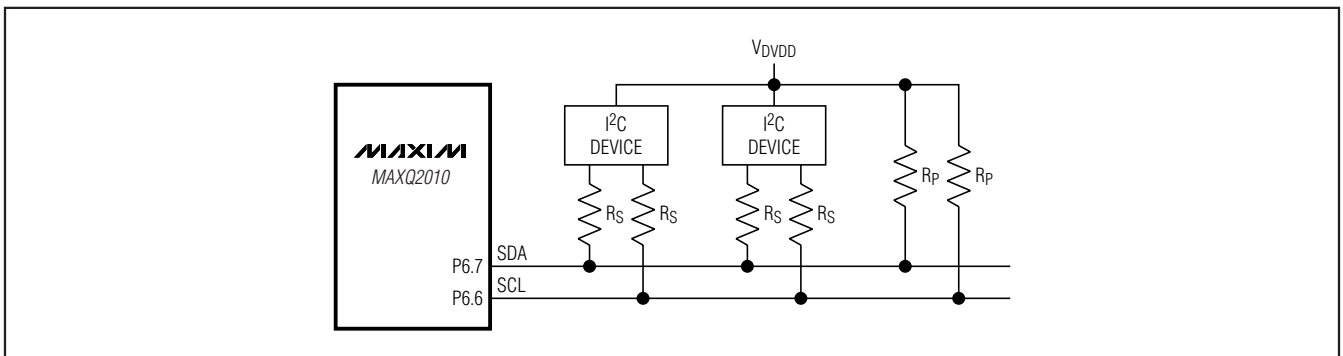 VDVDD
I²C
DEVICE
I²C
DEVICE
MAXIM
MAXQ2010
RS
RS
RS
RS
RP
RP
P6.7
SDA
P6.6
SCL